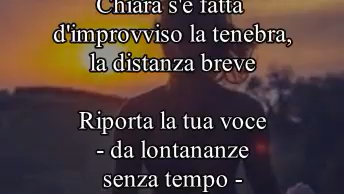 Chiara s'è fatta
d'improvviso la tenebra,
la distanza breve
Riporta la tua voce
- da lontananze
senza tempo -